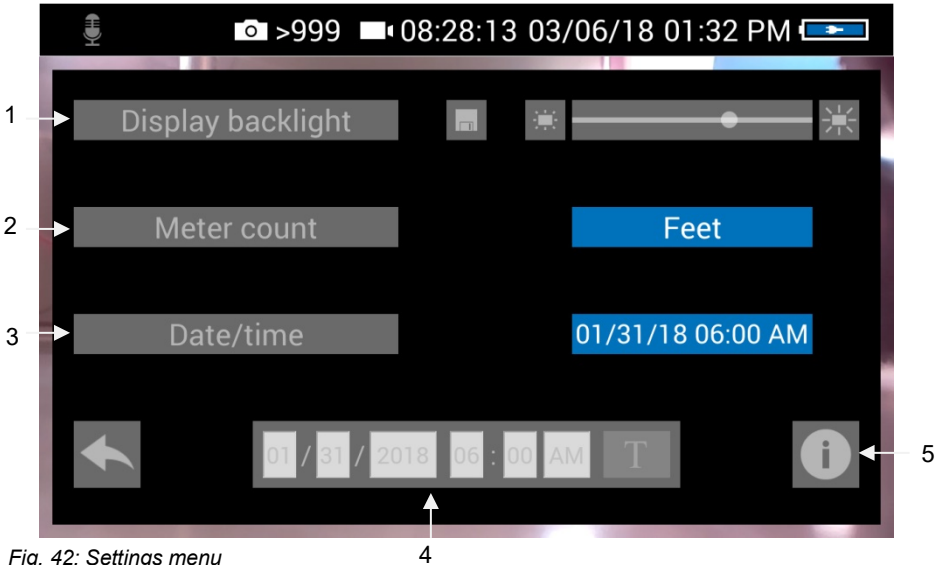 >999 08:28:13 03/06/18 01:32 PM
1 Display backlight
2 Meter count Feet
3 Date/time 01/31/18 06:00 AM
01 / 31 / 2018 06 : 00 AM T
i 5
4
Fig. 42: Settings menu